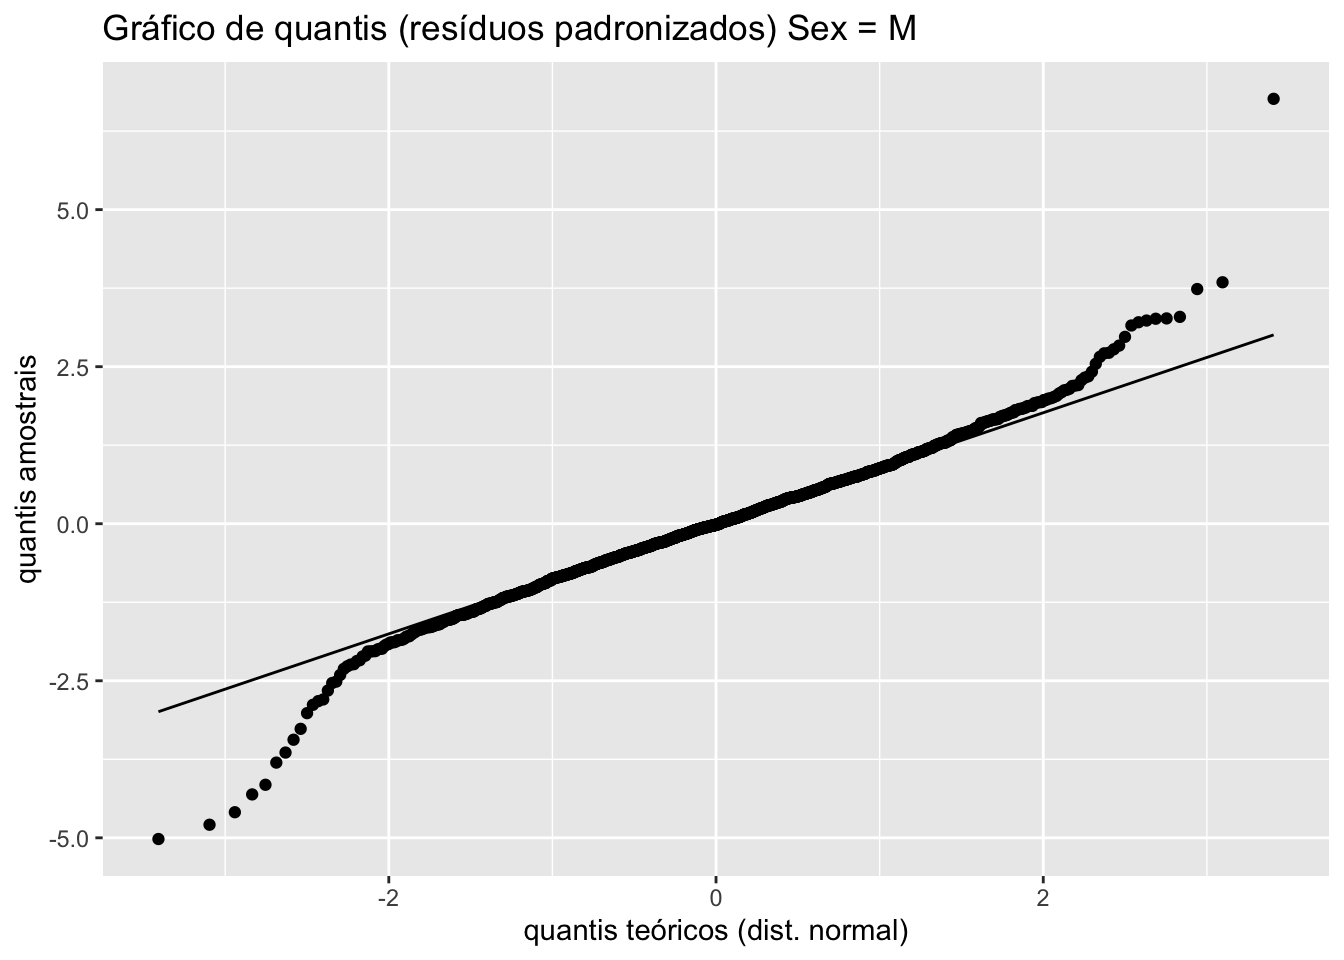 Gráfico de quantis (resíduos padronizados) Sex = M
5.0
2.5
0.0
-2.5
-5.0
quantis amostrais
-2
0
2
quantis teóricos (dist. normal)